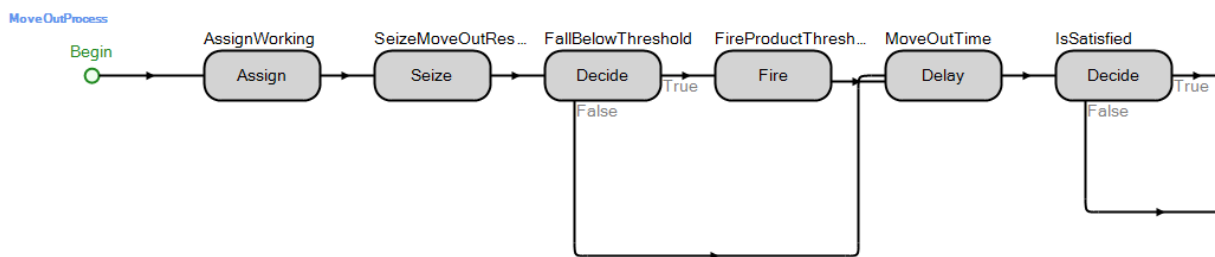 MoveOutProcess
Begin
AssignWorking
Assign
SeizeMoveOutRes...
Seize
FallBelowThreshold
Decide
True
False
FireProductThresh...
Fire
MoveOutTime
Delay
IsSatisfied
Decide
True
False